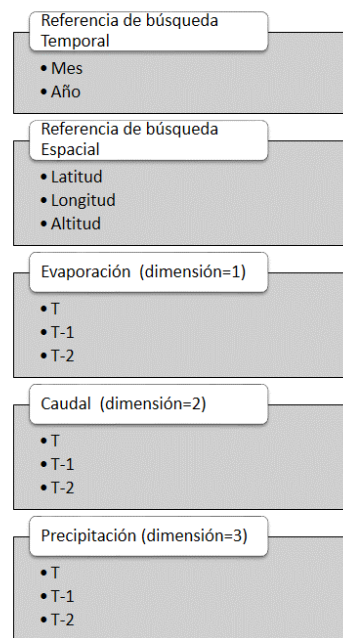 Referencia de búsqueda
Temporal
• Mes
• Año
Referencia de búsqueda
Espacial
• Latitud
• Longitud
• Altitud
Evaporación (dimensión=1)
• T
• T-1
• T-2
Caudal (dimensión=2)
• T
• T-1
• T-2
Precipitación (dimensión=3)
• T
• T-1
• T-2